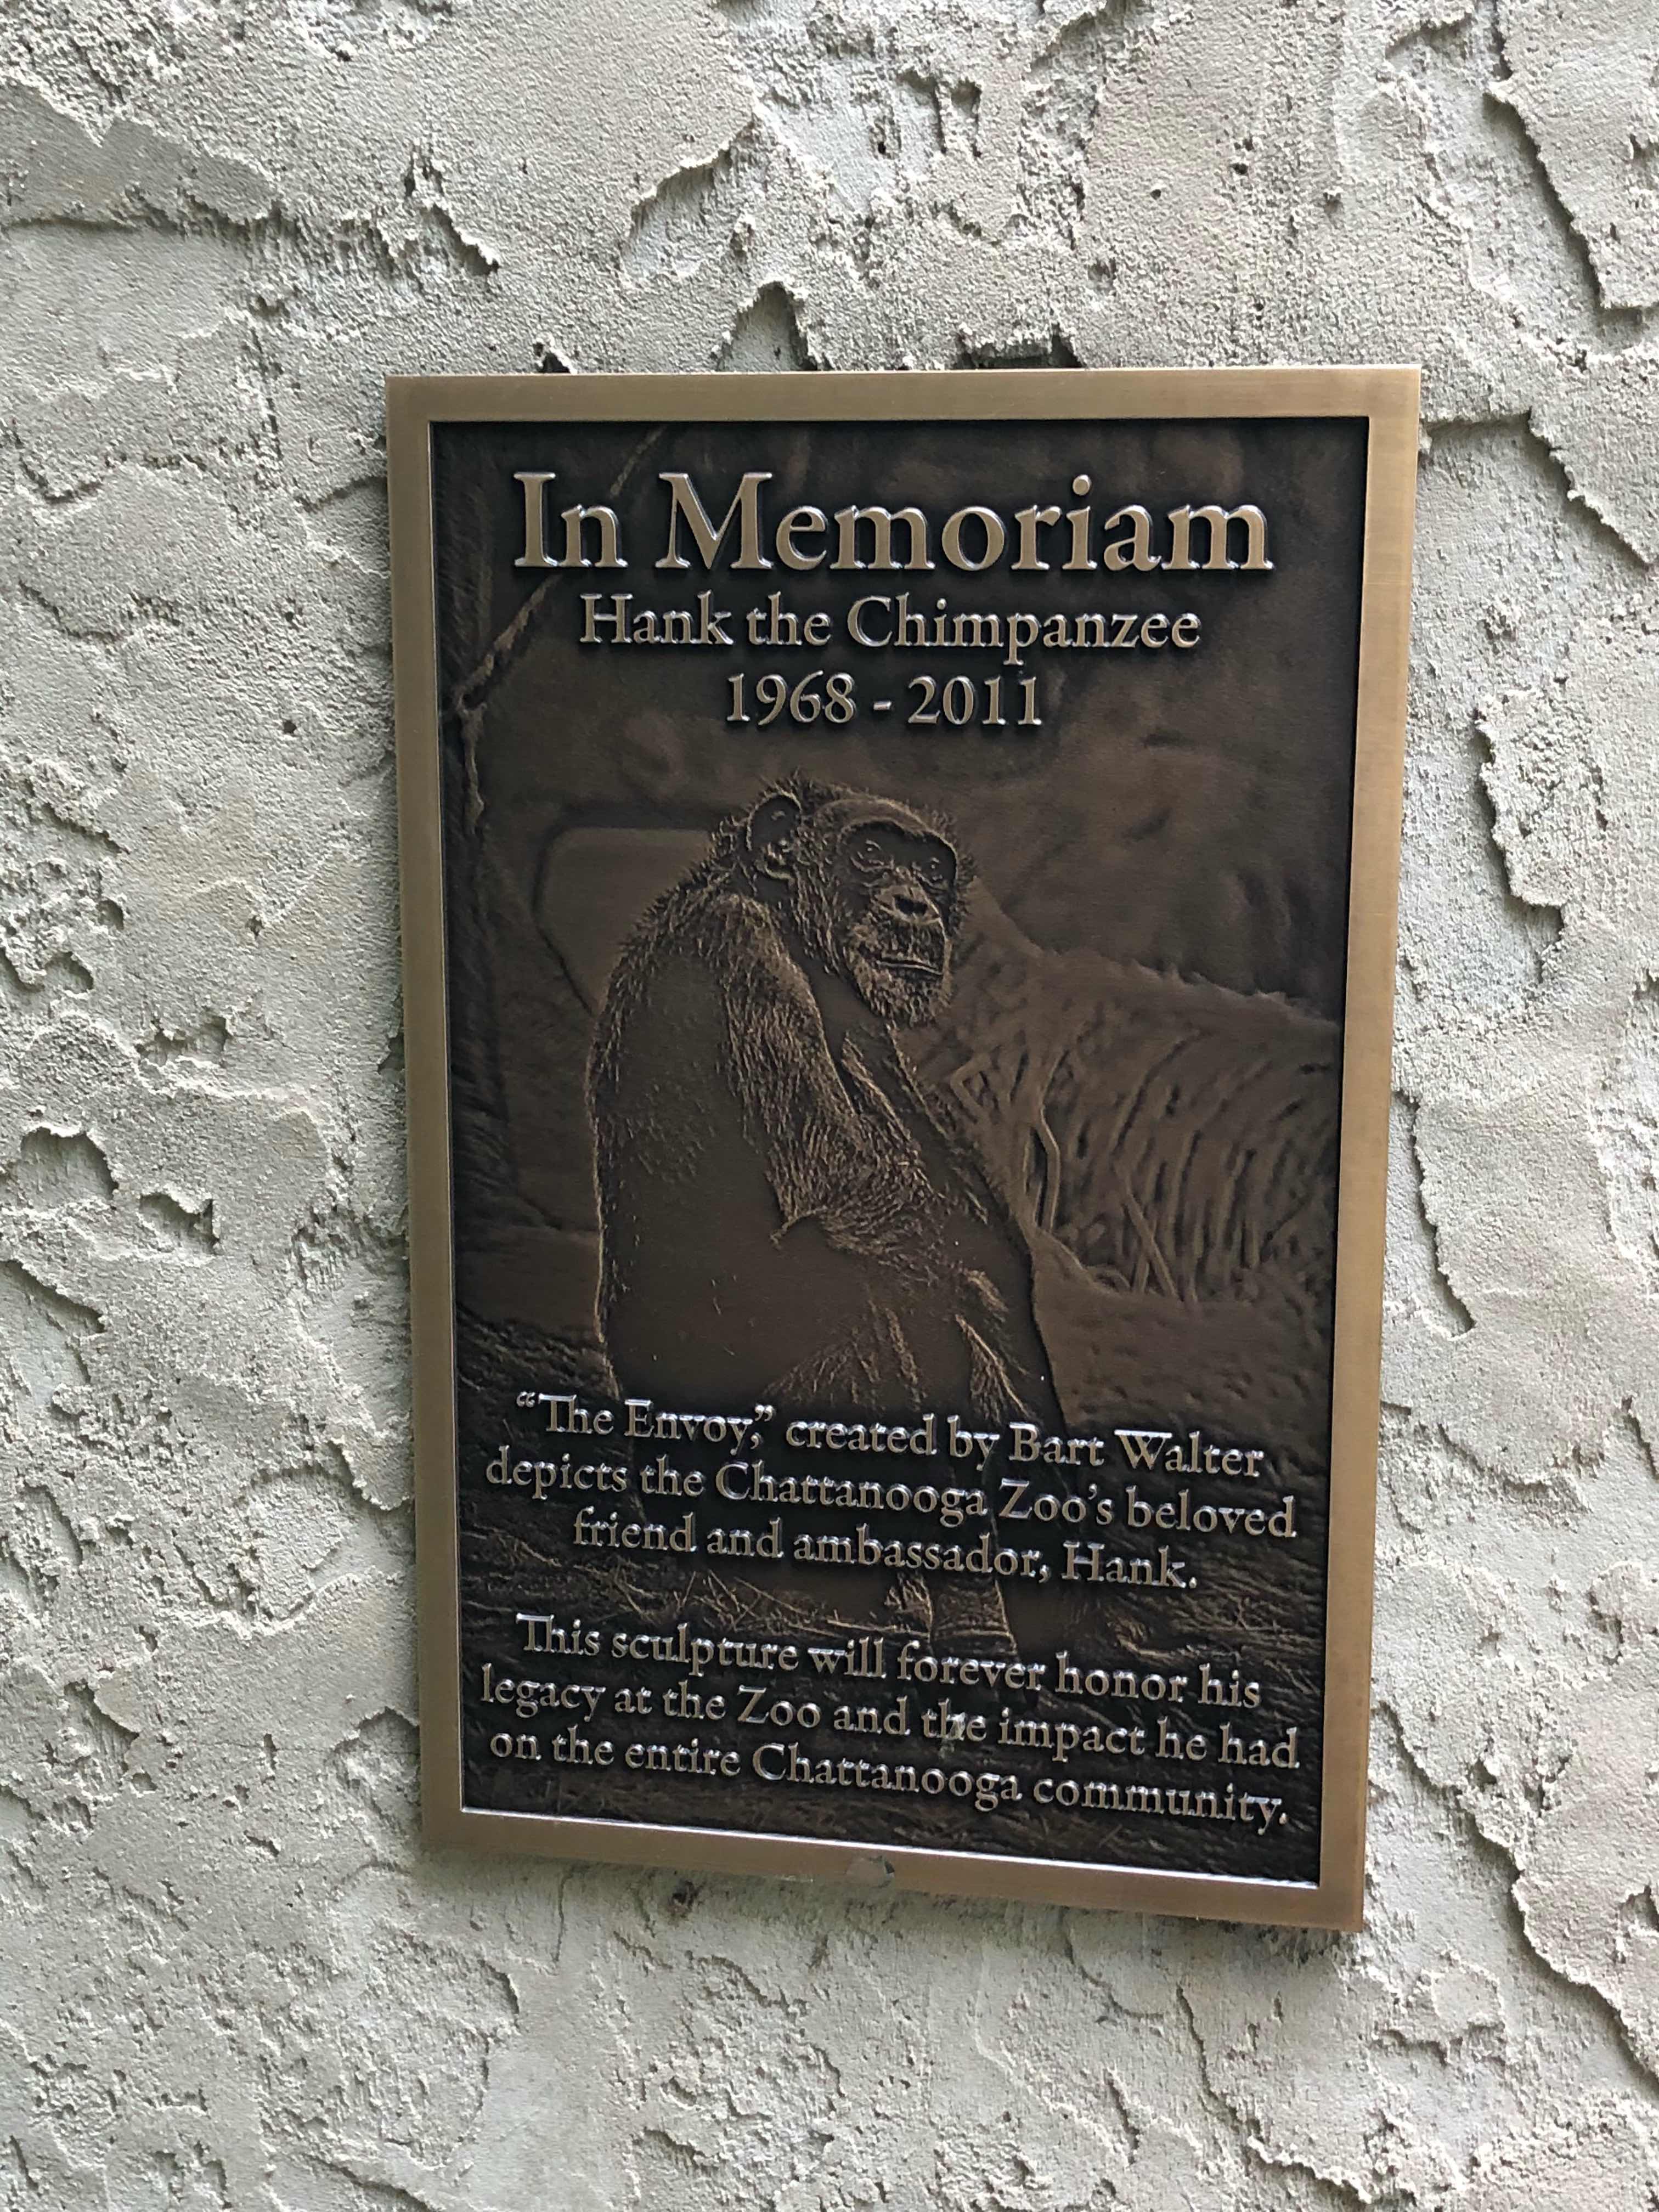 In Memoriam
Hank the Chimpanzee
1968 - 2011
“The Envoy,” created by Bart Walter
depicts the Chattanooga Zoo’s beloved
friend and ambassador, Hank.
This sculpture will forever honor his
legacy at the Zoo and the impact he had
on the entire Chattanooga community.